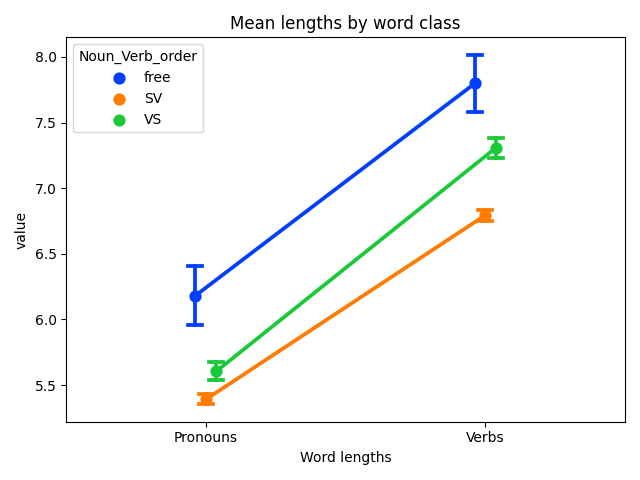 Mean lengths by word class
Noun_Verb_order
free
SV
VS
8.0
7.5
7.0
6.5
6.0
5.5
value
Pronouns
Verbs
Word lengths